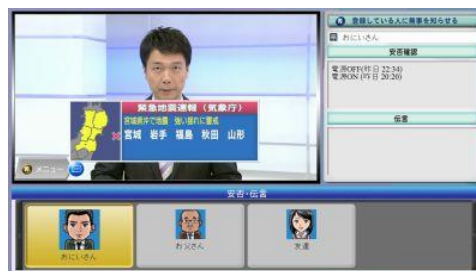 登録している人に無事を知らせる
おにいさん
安否確認
電源OFF(昨日 22:34)
電源ON (昨日 20:20)
伝言
緊急地震速報（気象庁）
宮城県沖で地震 強い揺れに警戒
宮城 岩手 福島 秋田 山形
メニュー
安否・伝言
おにいさん
お父さん
友達